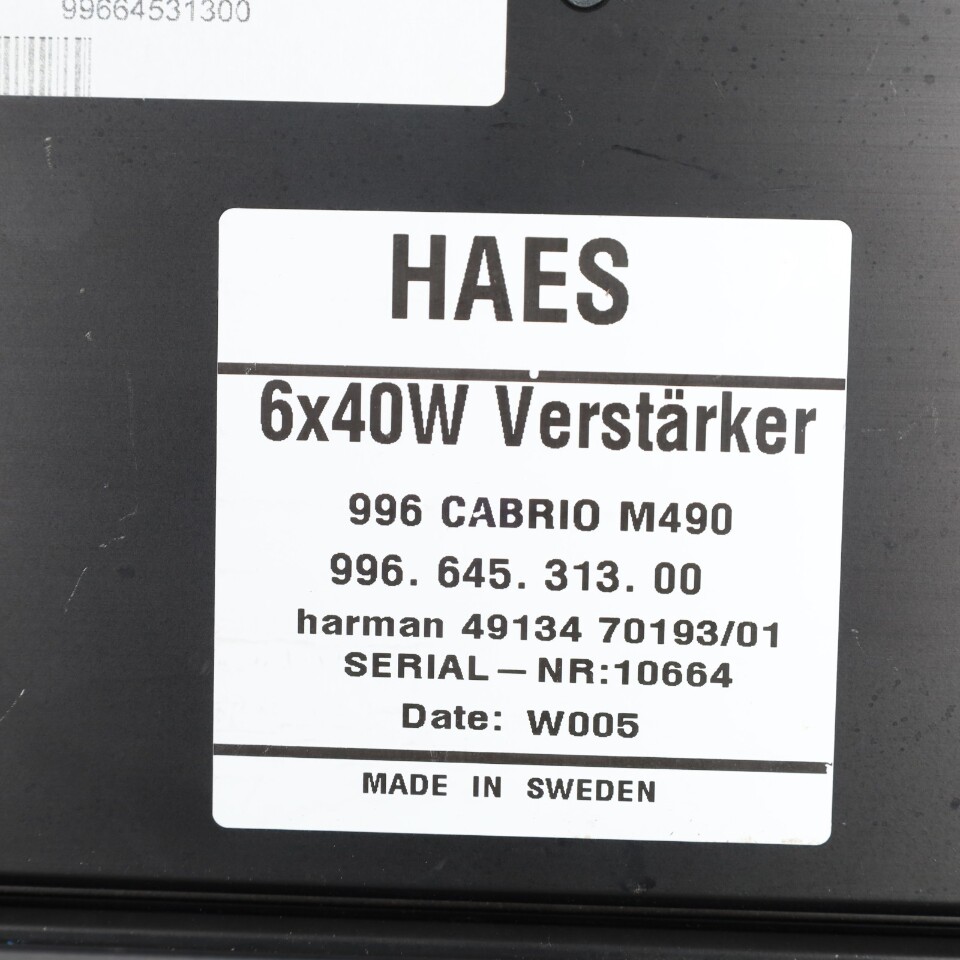 99664531300
HAES
6x40W Verstärker
996 CABRIO M490
996. 645. 313. 00
harman 49134 70193/01
SERIAL-NR:10664
Date: W005
MADE IN SWEDEN